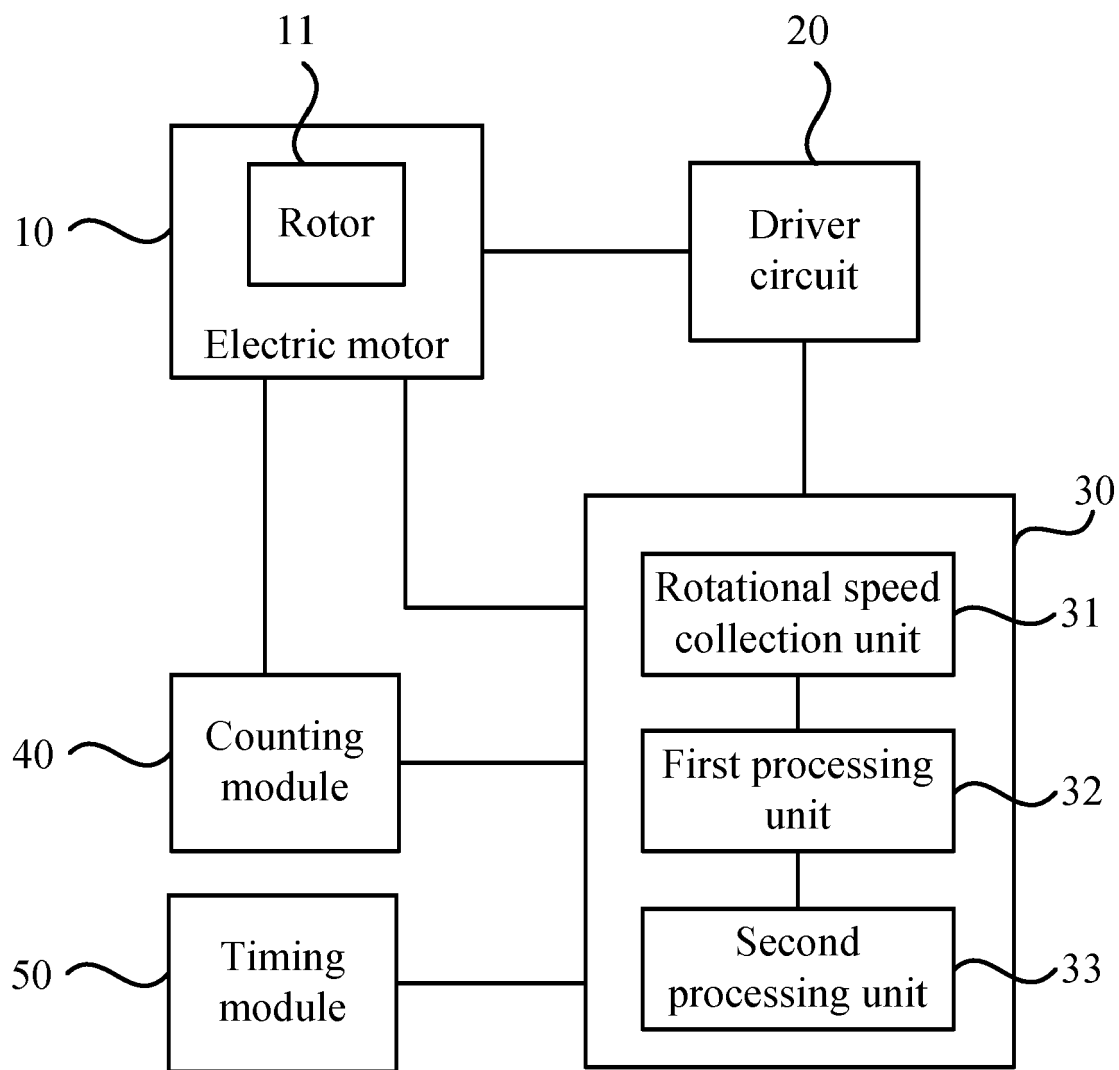 11
20
10
Rotor
Electric motor
Driver
circuit
30
Rotational speed
collection unit
31
40
Counting
module
First processing
unit
32
50
Timing
module
Second
processing unit
33